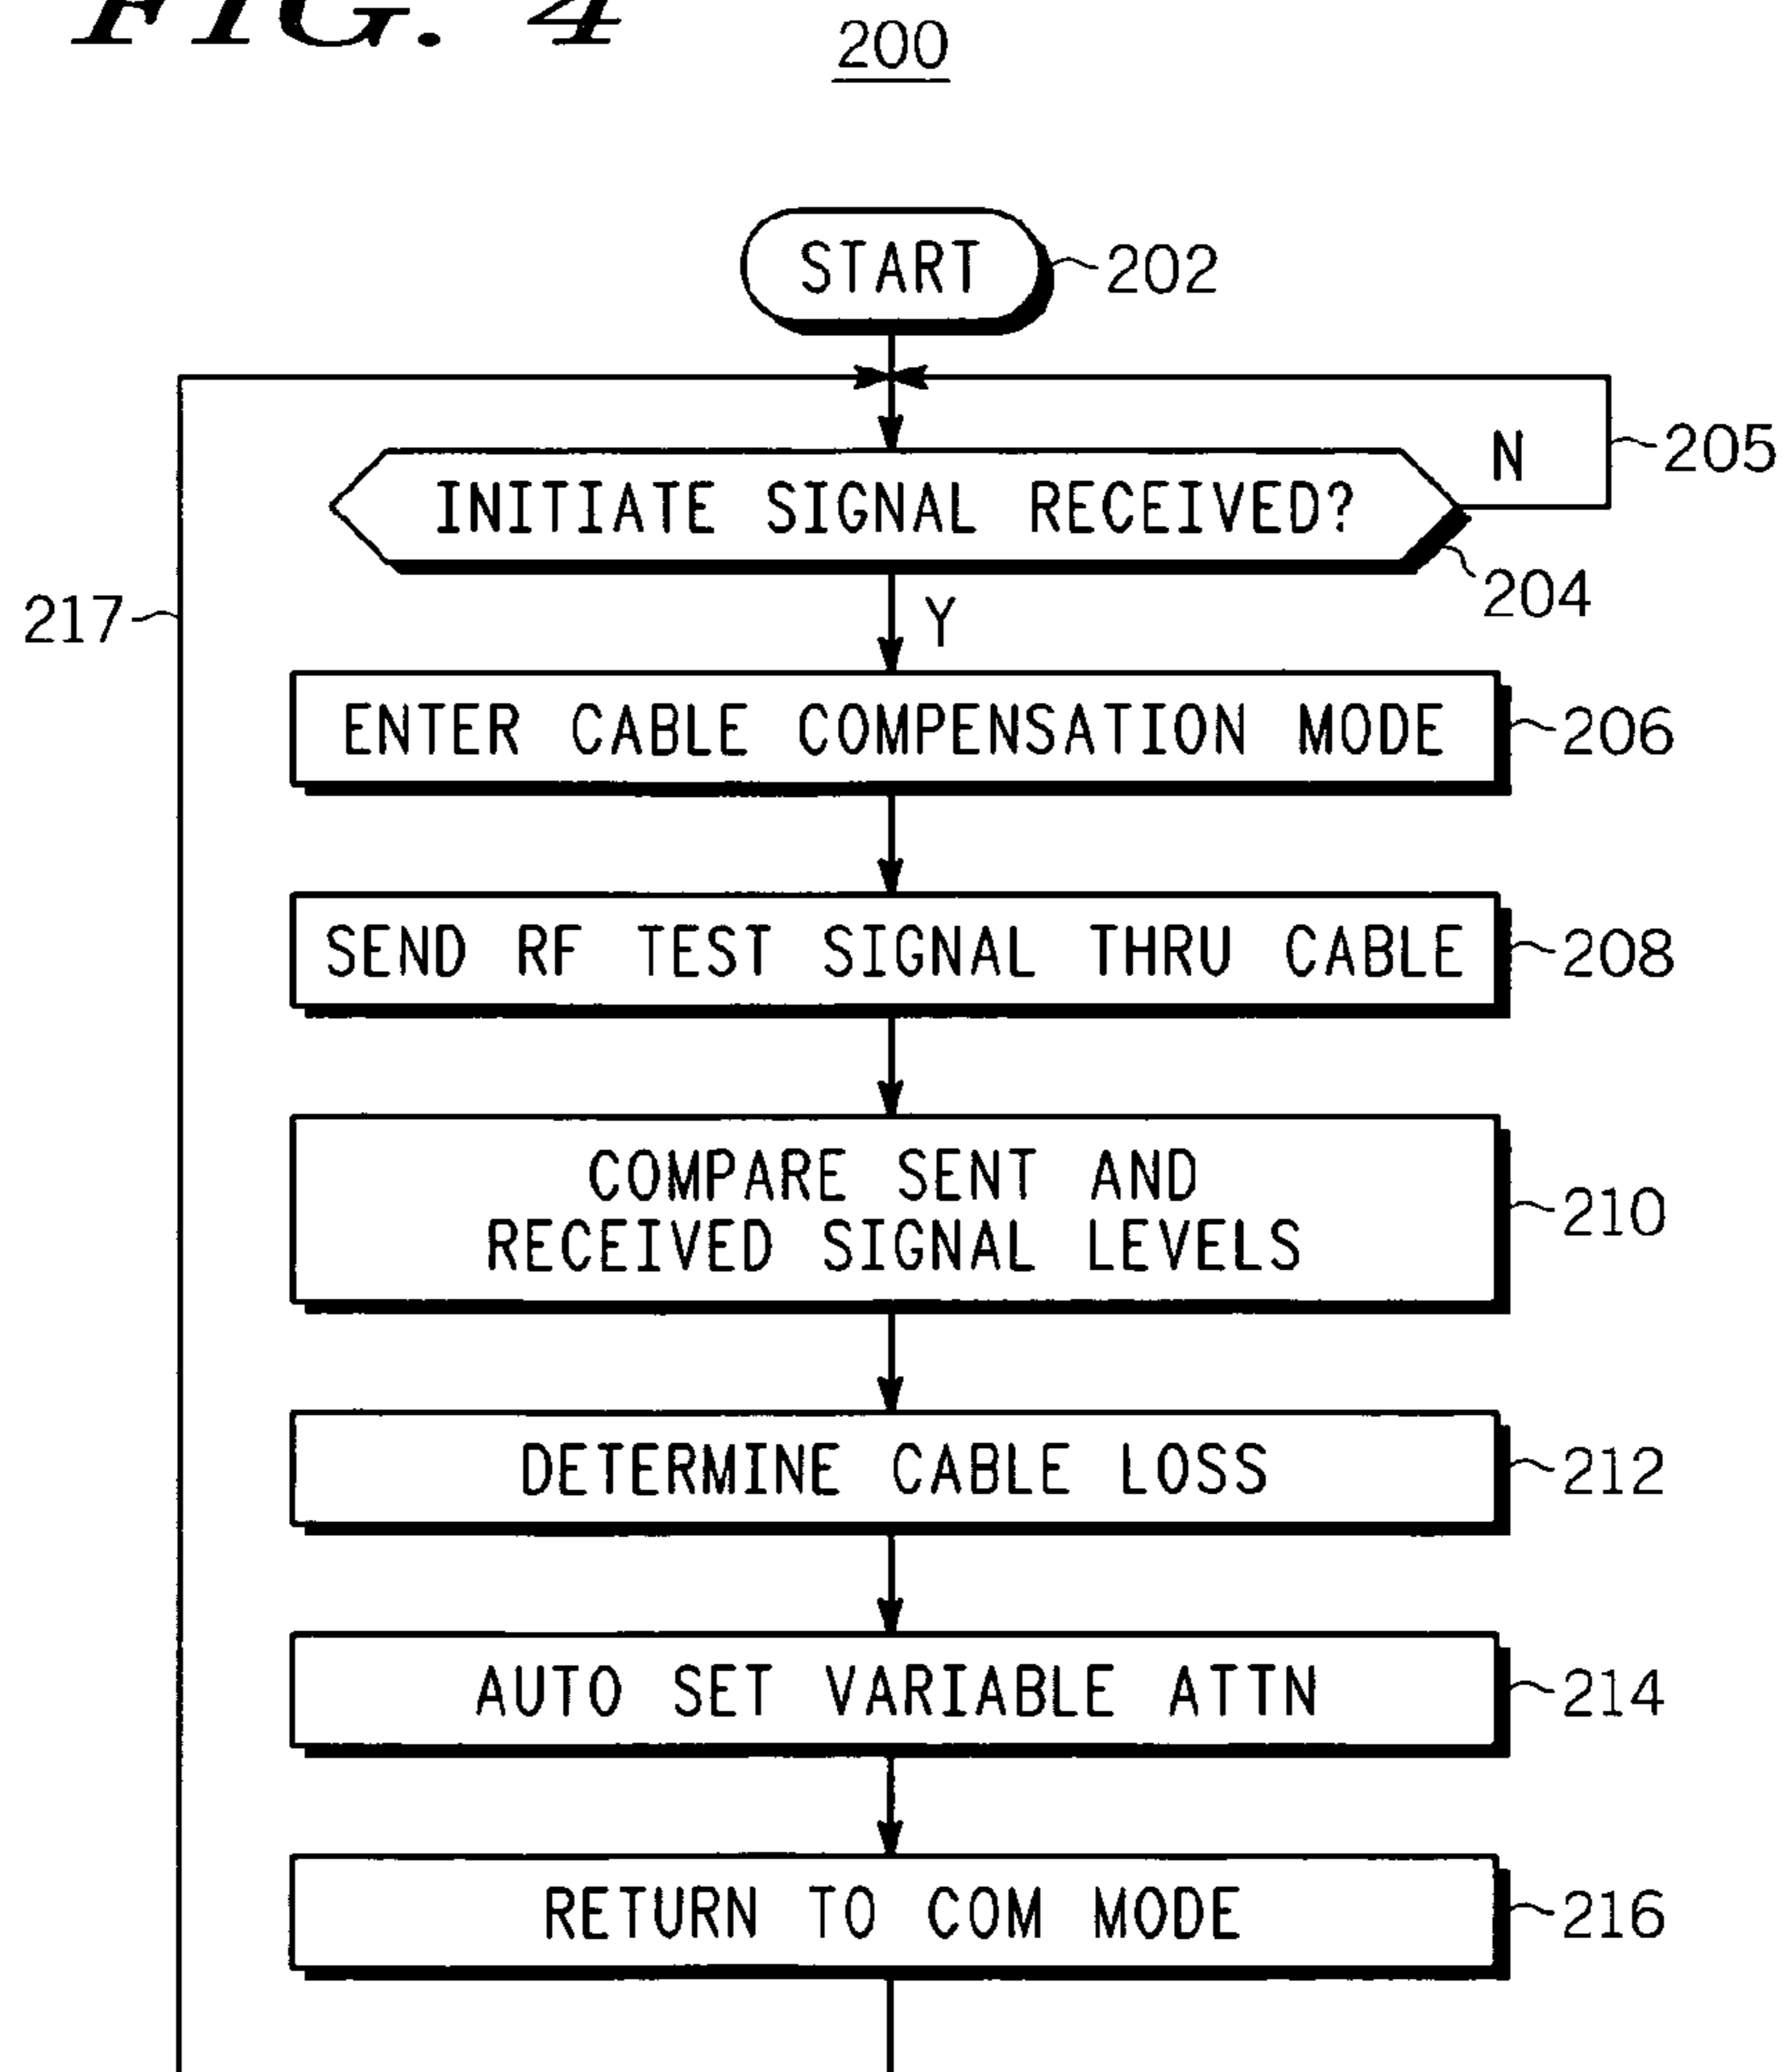 FIG. 4
200
START
202
N
205
INITIATE SIGNAL RECEIVED?
204
217
Y
ENTER CABLE COMPENSATION MODE
206
SEND RF TEST SIGNAL THRU CABLE
208
COMPARE SENT AND
RECEIVED SIGNAL LEVELS
210
DETERMINE CABLE LOSS
212
AUTO SET VARIABLE ATTN
214
RETURN TO COM MODE
216